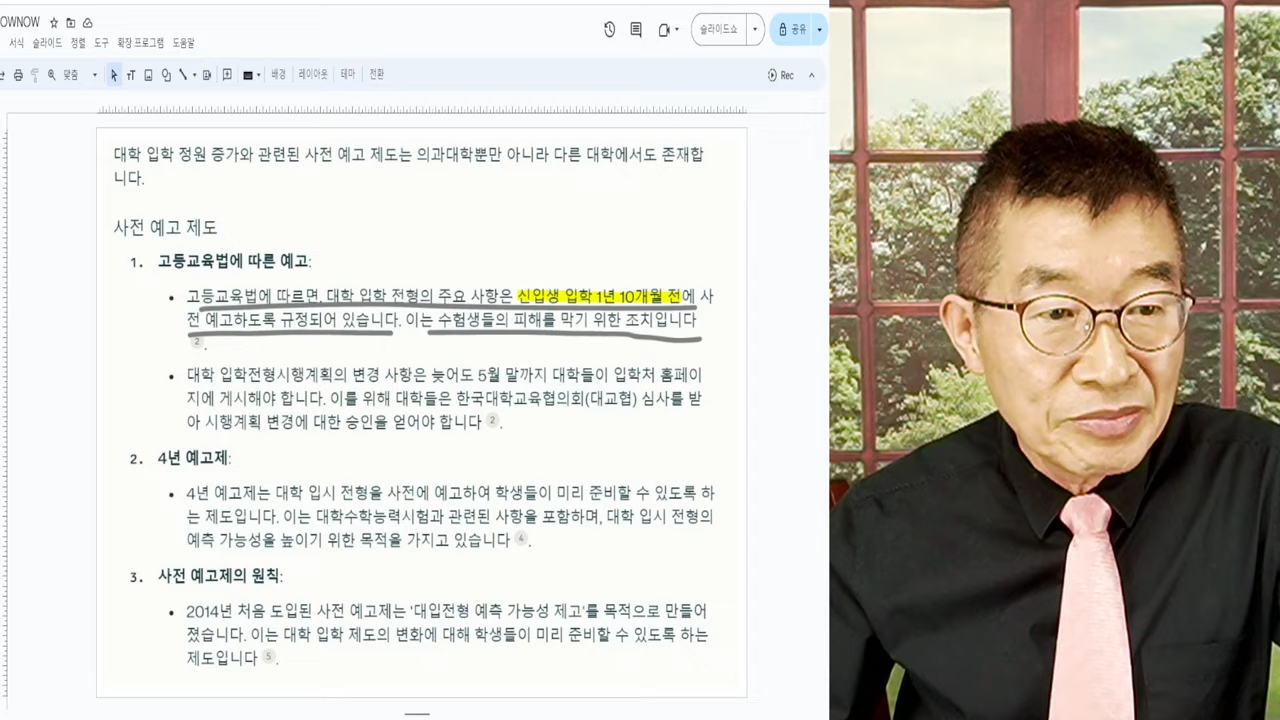 OWNOW
서식 슬라이드 정렬 도구 확장 프로그램 도움말
슬라이드쇼
공유
맞춤
배경 레이아웃 테마 전환
Rec
대학 입학 정원 증가와 관련된 사전 예고 제도는 의과대학뿐만 아니라 다른 대학에서도 존재합
니다.
사전 예고 제도
1. 고등교육법에 따른 예고:
• 고등교육법에 따르면, 대학 입학 전형의 주요 사항은 신입생 입학 1년 10개월 전에 사
전 예고하도록 규정되어 있습니다. 이는 수험생들의 피해를 막기 위한 조치입니다
2.
• 대학 입학전형시행계획의 변경 사항은 늦어도 5월 말까지 대학들이 입학처 홈페이
지에 게시해야 합니다. 이를 위해 대학들은 한국대학교육협의회(대교협) 심사를 받
아 시행계획 변경에 대한 승인을 얻어야 합니다 2.
2. 4년 예고제:
• 4년 예고제는 대학 입시 전형을 사전에 예고하여 학생들이 미리 준비할 수 있도록 하
는 제도입니다. 이는 대학수학능력시험과 관련된 사항을 포함하며, 대학 입시 전형의
예측 가능성을 높이기 위한 목적을 가지고 있습니다 4.
3. 사전 예고제의 원칙:
• 2014년 처음 도입된 사전 예고제는 '대입전형 예측 가능성 제고'를 목적으로 만들어
졌습니다. 이는 대학 입학 제도의 변화에 대해 학생들이 미리 준비할 수 있도록 하는
제도입니다 5.